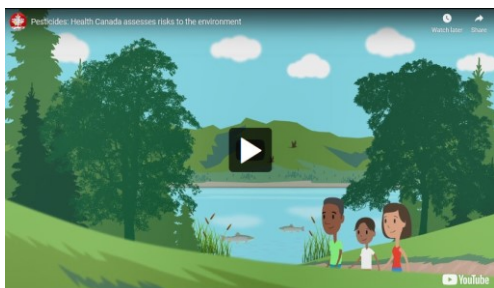 Pesticides: Health Canada assesses risks to the environment
Watch later
Share
YouTube